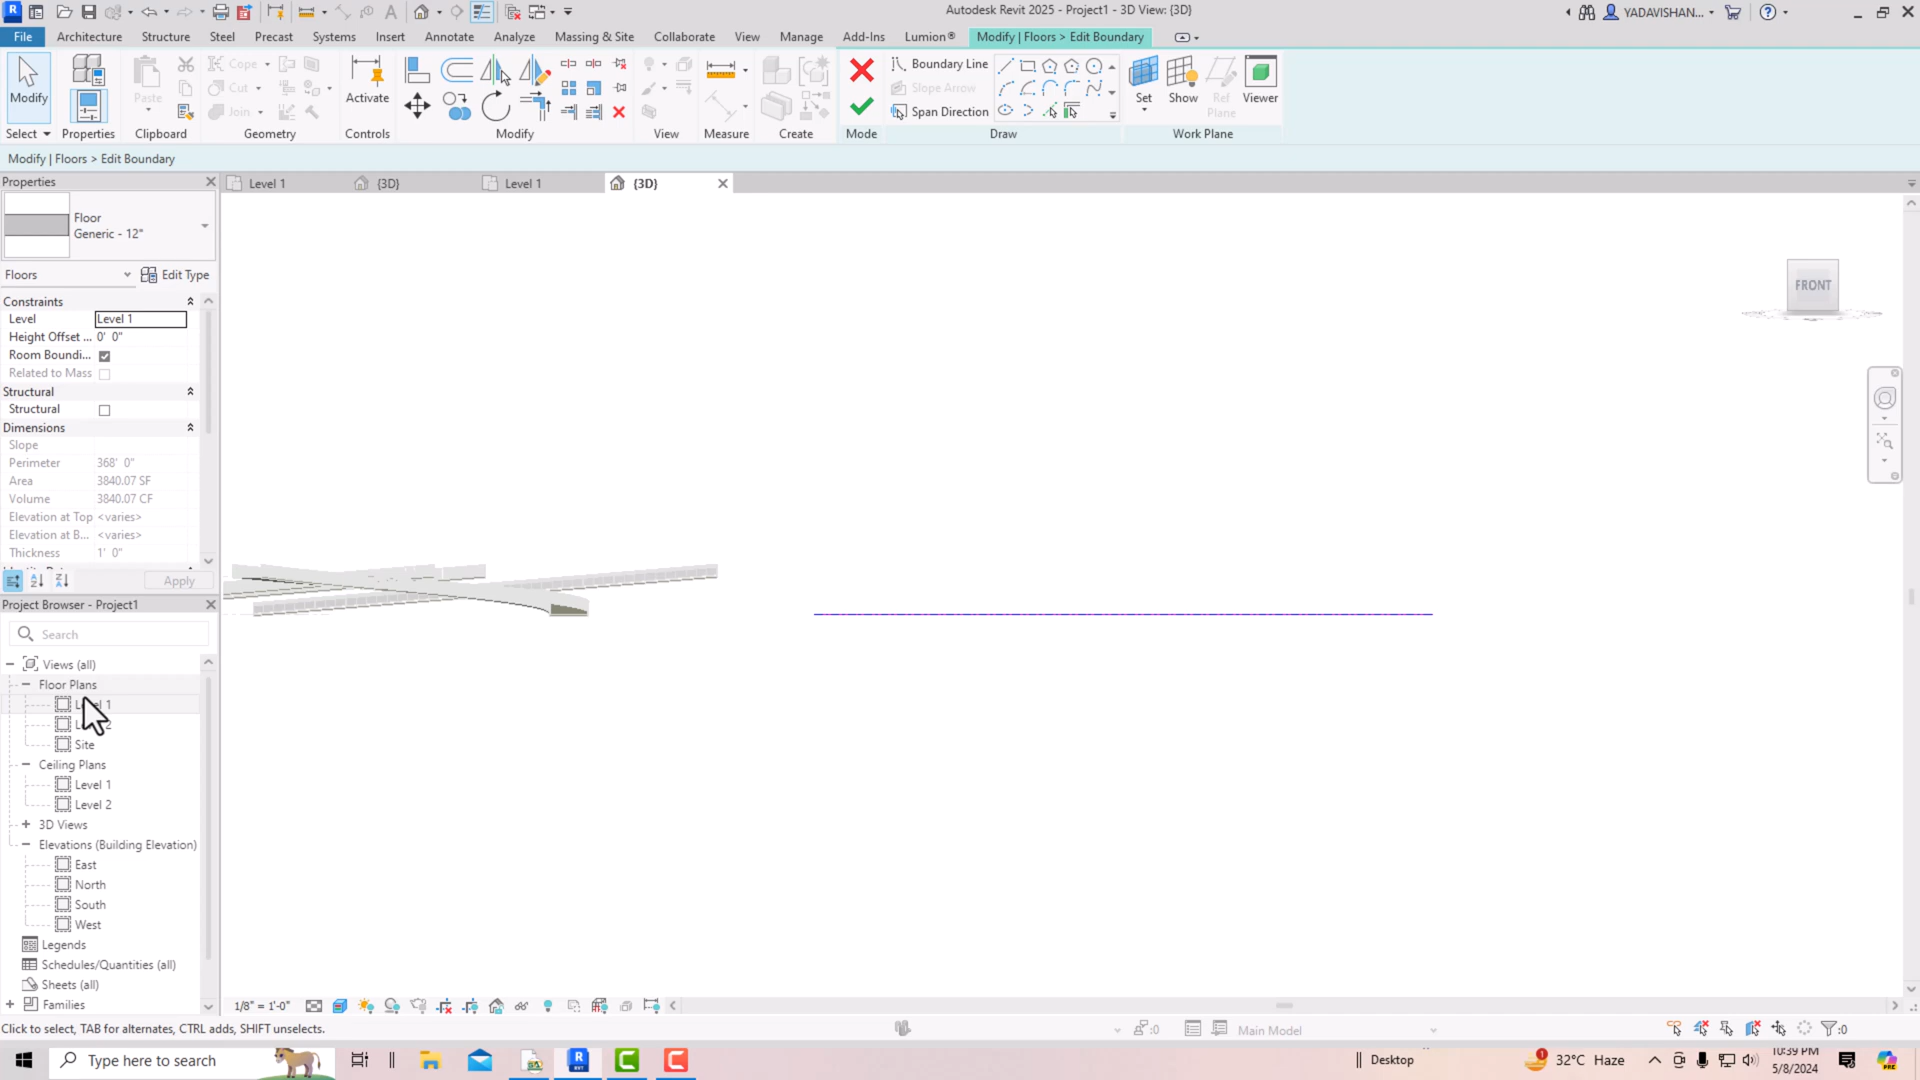 Autodesk Revit 2025 - Project1 - 3D View: {3D}
YADAVISHAN...
File Architecture Structure Steel Precast Systems Insert Annotate Analyze Massing & Site Collaborate View Manage Add-Ins Lumion® Modify | Floors > Edit Boundary
Modify
Select
Properties
Paste
Cope
Cut
Join
Clipboard
Geometry
Activate
Controls
Modify
View
Measure
Create
Mode
Boundary Line
Slope Arrow
Span Direction
Draw
Set
Show
Ref Plane
Viewer
Work Plane
Modify | Floors > Edit Boundary
Properties
Level 1
{3D}
Level 1
{3D}
Floor
Generic - 12"
Floors
Edit Type
Constraints
Level Level 1
Height Offset ... 0' 0"
Room Boundi...
Related to Mass
Structural
Structural
Dimensions
Slope
Perimeter 368' 0"
Area 3840.07 SF
Volume 3840.07 CF
Elevation at Top <varies>
Elevation at B... <varies>
Thickness 1' 0"
Apply
FRONT
Project Browser - Project1
Search
Views (all)
Floor Plans
Site
Ceiling Plans
Level 1
Level 2
3D Views
Elevations (Building Elevation)
East
North
South
West
Legends
Schedules/Quantities (all)
Sheets (all)
Families
1/8" = 1'-0"
Click to select, TAB for alternates, CTRL adds, SHIFT unselects.
:0
Main Model
:0
Type here to search
Desktop
1
32°C Haze
10:39 PM
5/8/2024
PRE